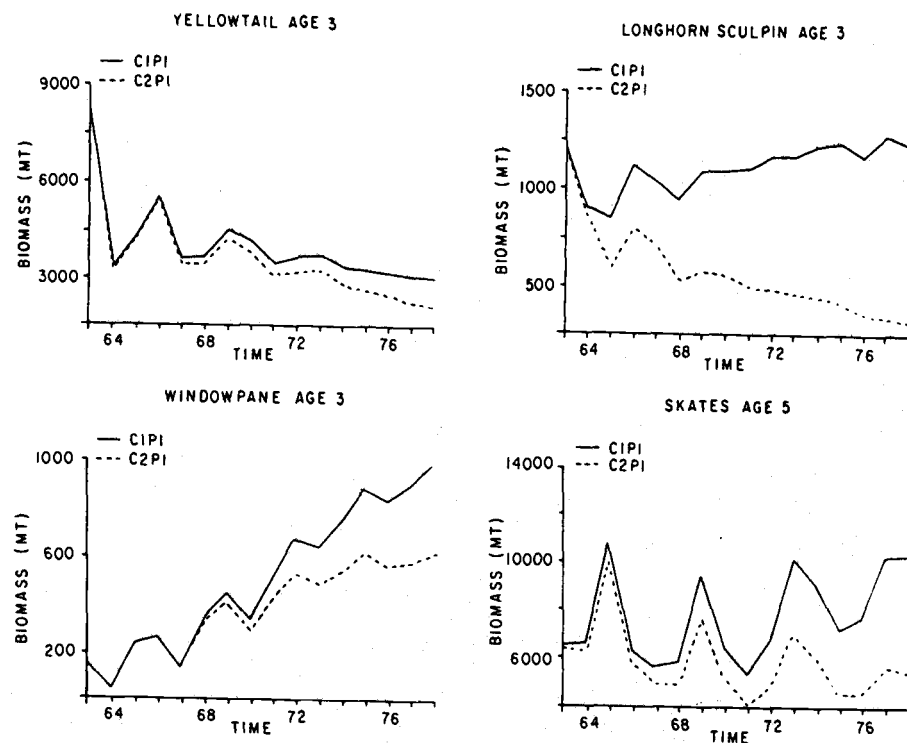 YELLOWTAIL AGE 3
C1P1
C2P1
9000
6000
3000
BIOMASS (MT)
64
68
72
76
TIME
LONGHORN SCULPIN AGE 3
C1P1
C2P1
1500
1000
500
BIOMASS (MT)
64
68
72
76
TIME
WINDOWPANE AGE 3
C1P1
C2P1
1000
600
200
BIOMASS (MT)
64
68
72
76
TIME
SKATES AGE 5
C1P1
C2P1
14000
10000
6000
BIOMASS (MT)
64
68
72
76
TIME